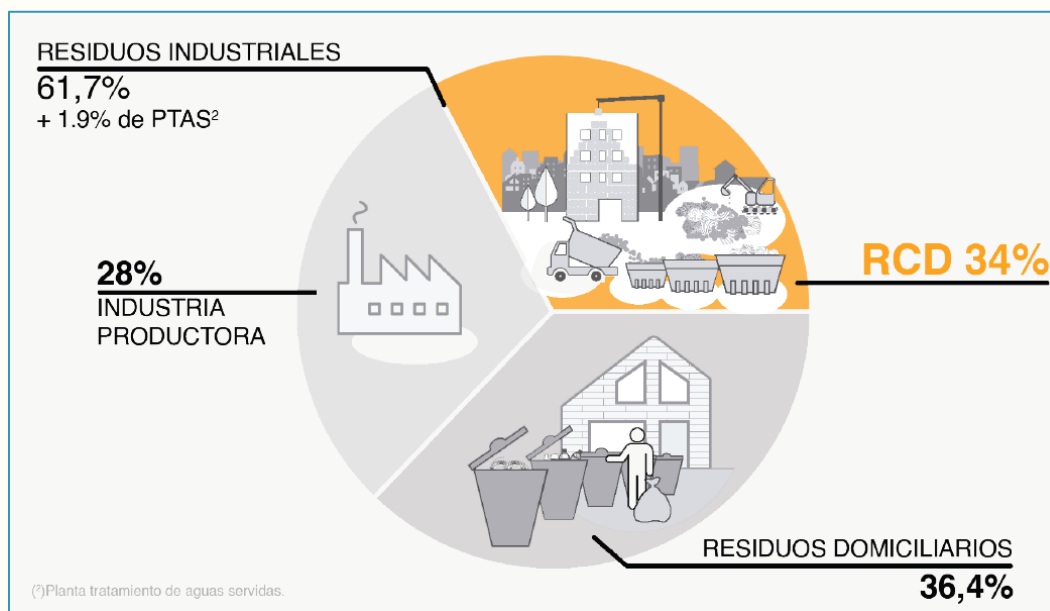 RESIDUOS INDUSTRIALES
61,7%
+ 1.9% de PTAS²
28%
INDUSTRIA
PRODUCTORA
RCD 34%
RESIDUOS DOMICILIARIOS
36,4%
(²)Planta tratamiento de aguas servidas.